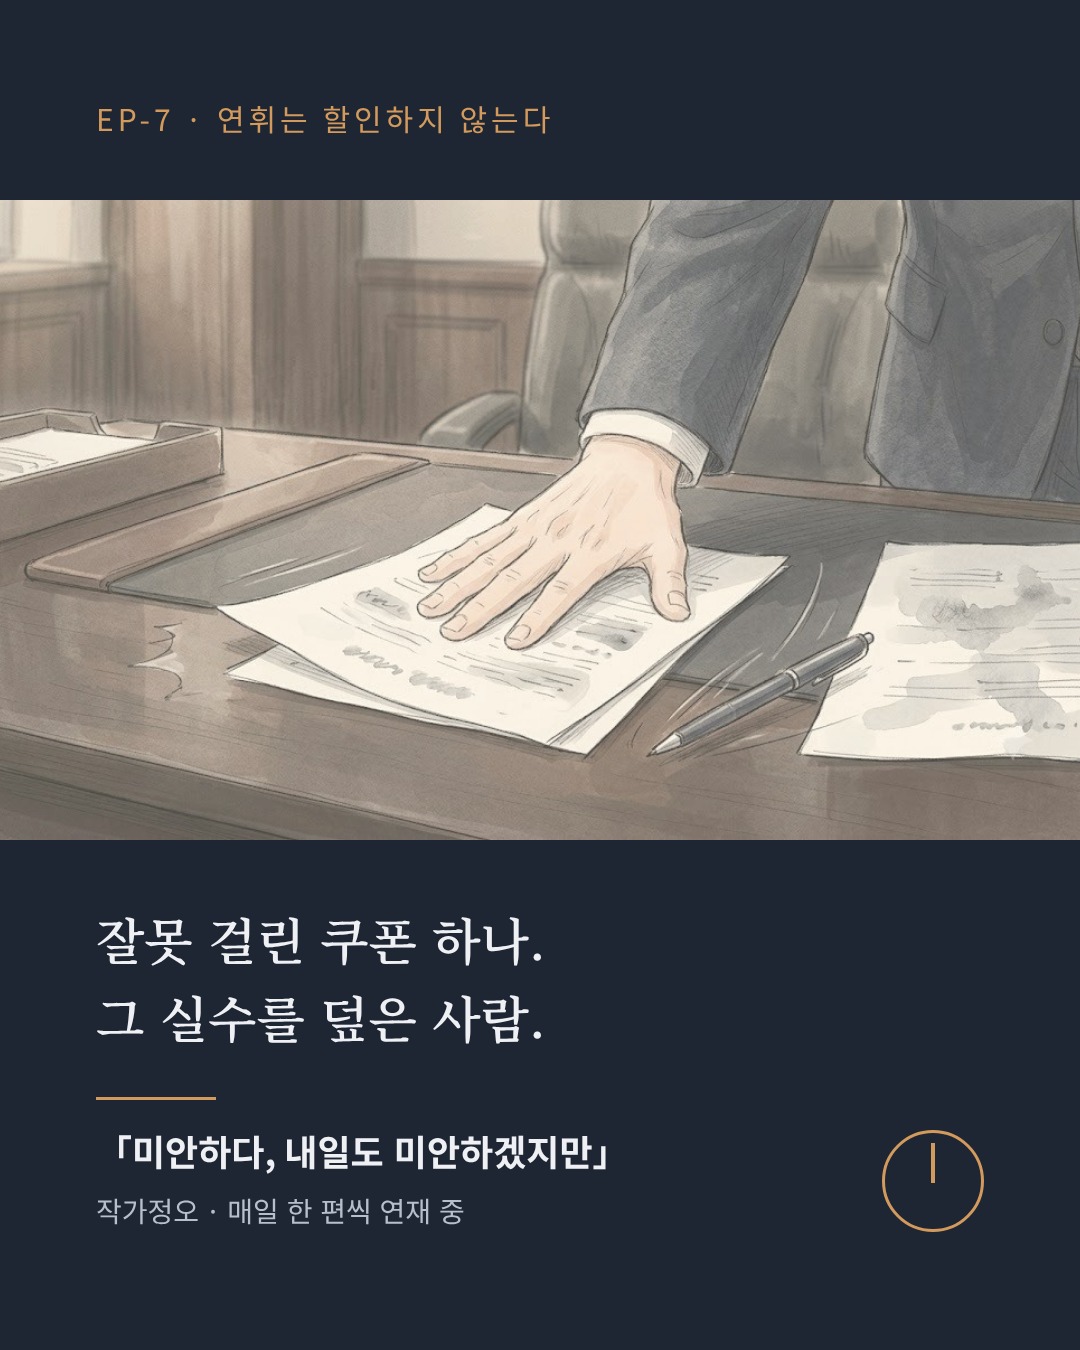 EP-7 · 연휴는 할인하지 않는다
잘못 걸린 쿠폰 하나.
그 실수를 덮은 사람.
「미안하다, 내일도 미안하겠지만」
작가정오 · 매일 한 편씩 연재 중